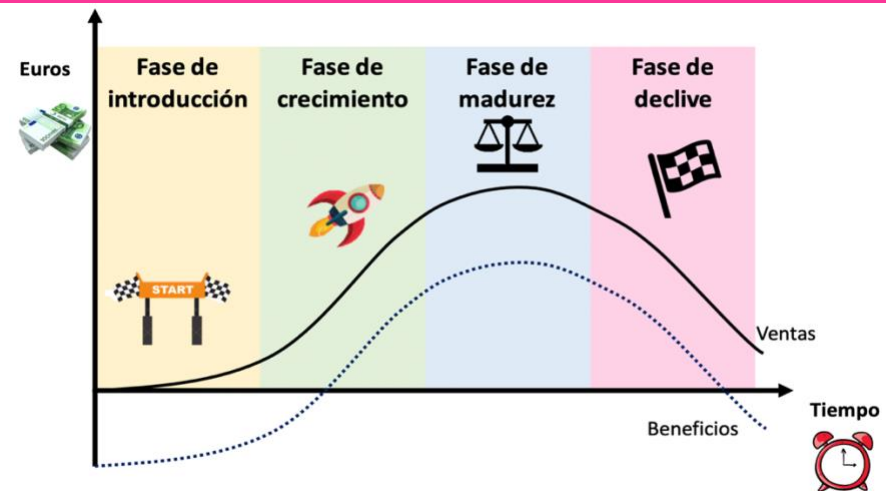 Euros
Fase de
introducción
Fase de
crecimiento
Fase de
madurez
Fase de
declive
START
Ventas
Beneficios
Tiempo